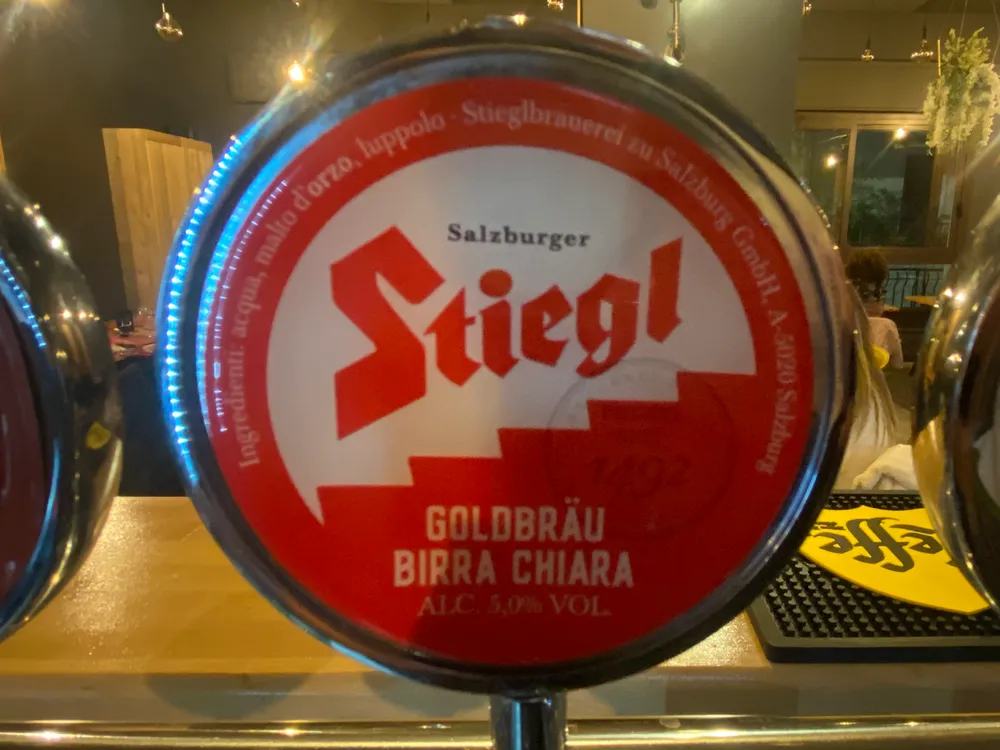 Ingredienti: acqua, malto d'orzo, luppolo · Stieglbrauerei zu Salzburg GmbH, A-5020 Salzburg
Salzburger
Stiegl
1492
GOLDBRÄU
BIRRA CHIARA
ALC. 5,0% VOL.